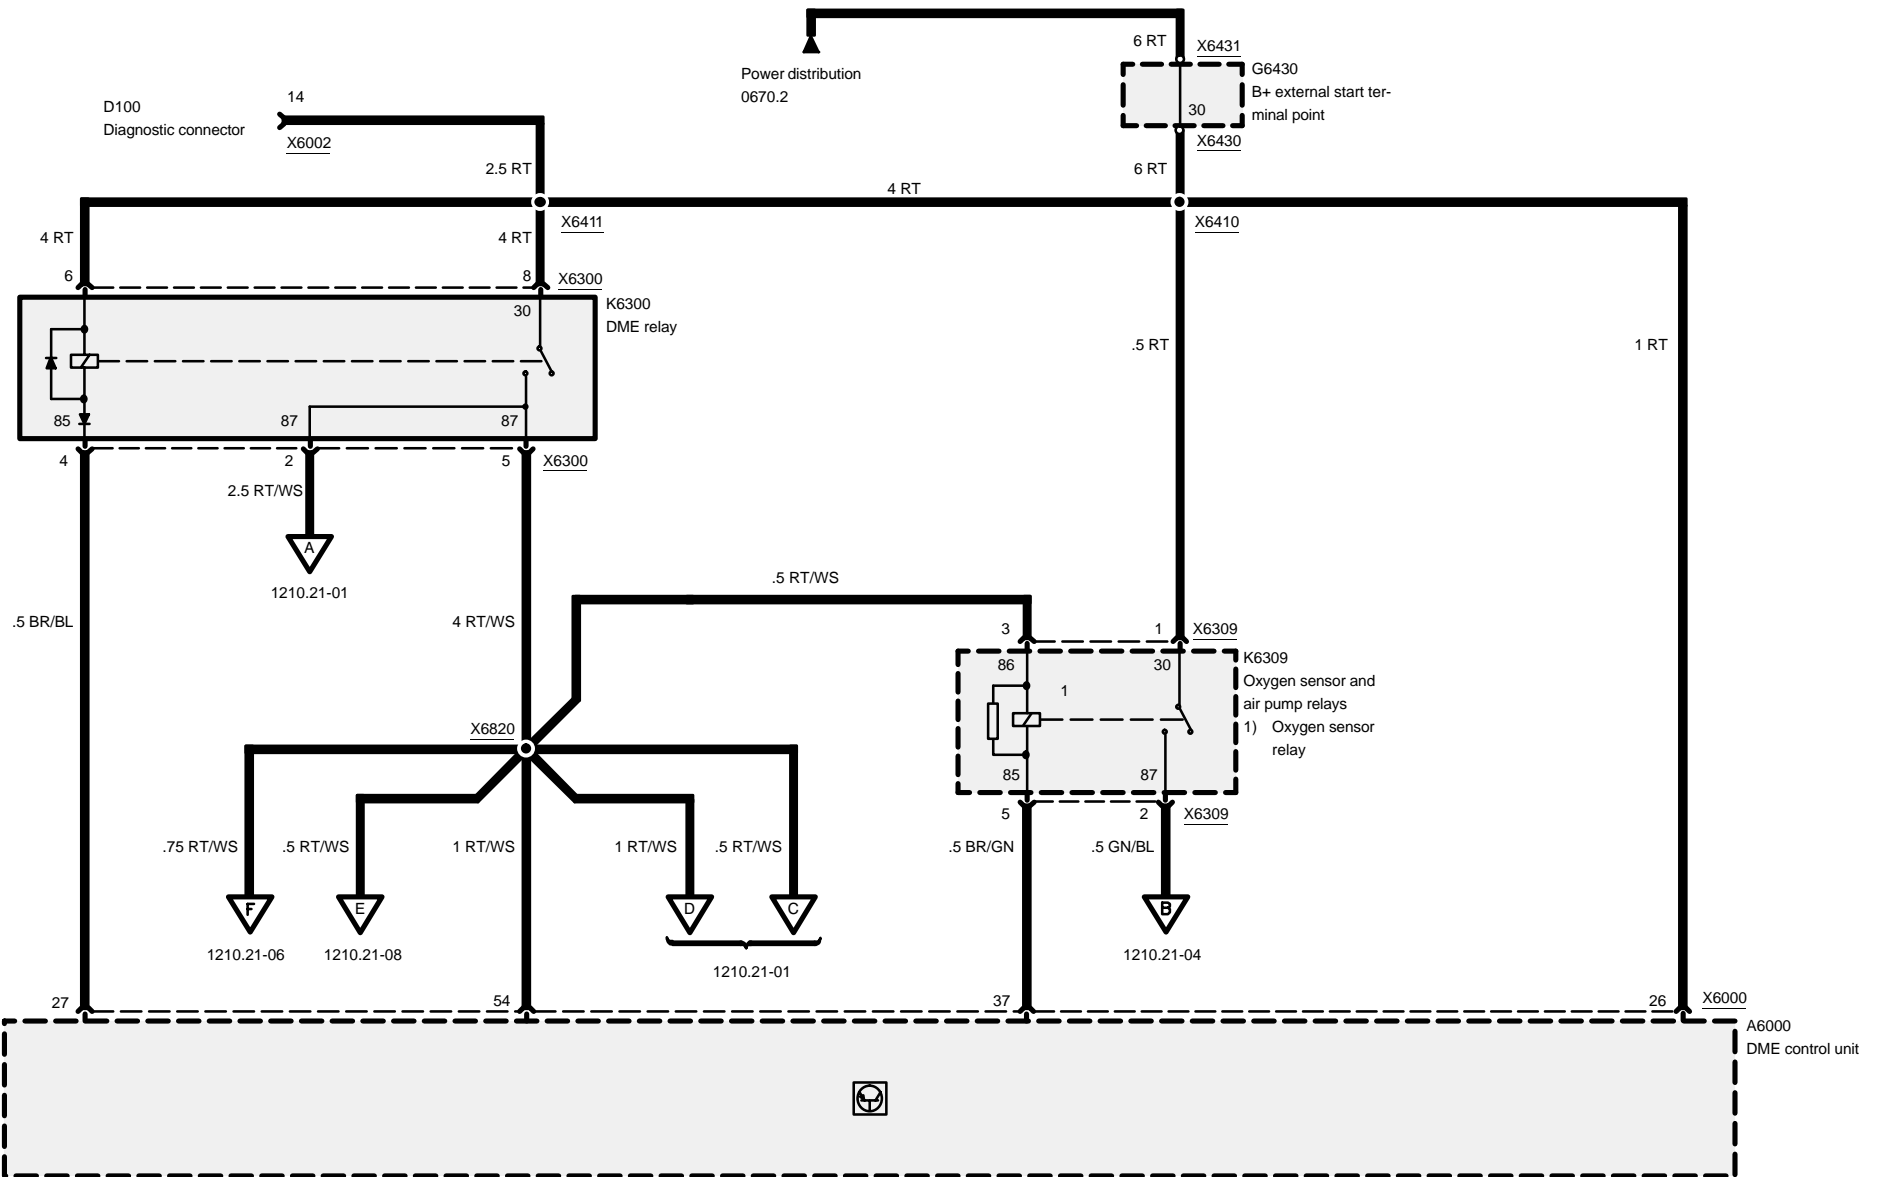 6 RT
X6431
Power distribution
0670.2
G6430
B+ external start ter-
minal point
30
X6430
D100
Diagnostic connector
14
X6002
2.5 RT
6 RT
4 RT
X6411
X6410
4 RT
4 RT
6
8
X6300
30
K6300
DME relay
.5 RT
1 RT
85
87
87
4
2
5
X6300
2.5 RT/WS
A
1210.21-01
.5 RT/WS
.5 BR/BL
4 RT/WS
3
1
X6309
86
30
1
K6309
Oxygen sensor and
air pump relays
1) Oxygen sensor
relay
X6820
85
87
5
2
X6309
.75 RT/WS
.5 RT/WS
1 RT/WS
1 RT/WS
.5 RT/WS
.5 BR/GN
.5 GN/BL
F
E
D
C
B
1210.21-06
1210.21-08
1210.21-01
1210.21-04
27
54
37
26
X6000
A6000
DME control unit